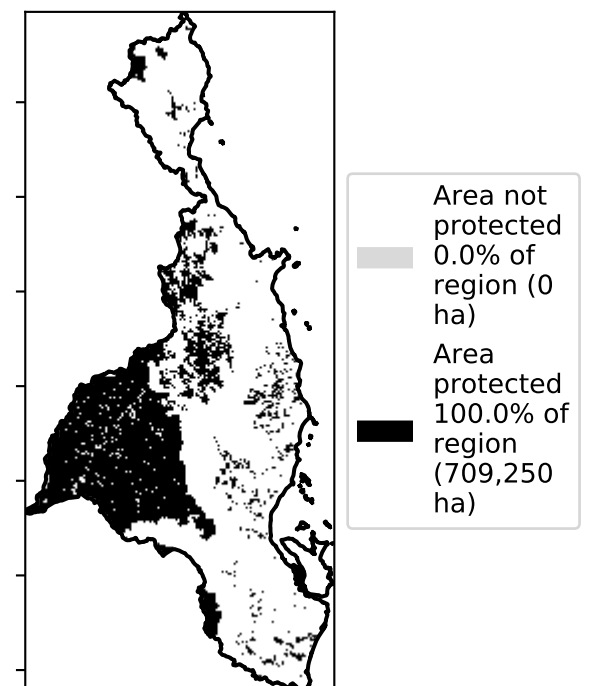 Area not
protected
0.0% of
region (0
ha)
Area
protected
100.0% of
region
(709,250
ha)